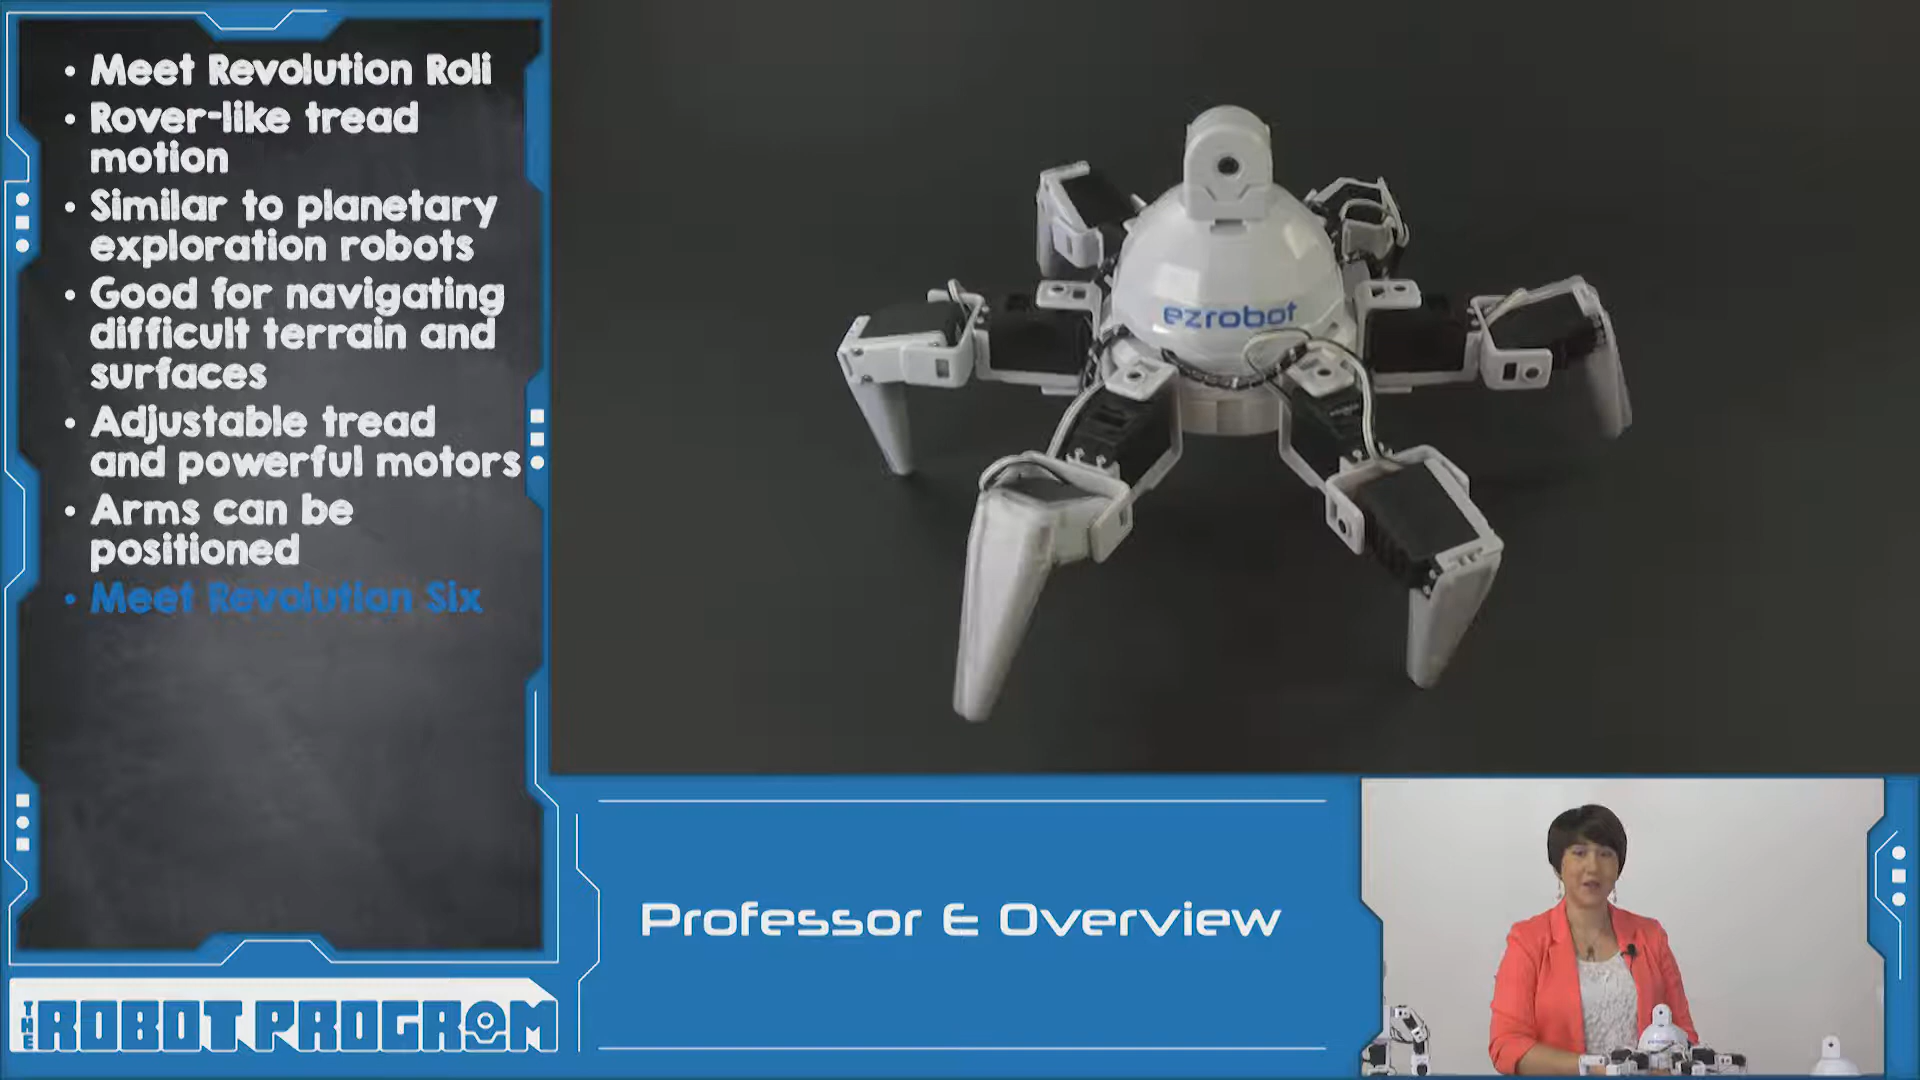 • Meet Revolution Roli
• Rover-like tread
motion
• Similar to planetary
exploration robots
• Good for navigating
difficult terrain and
surfaces
• Adjustable tread
and powerful motors
• Arms can be
positioned
• Meet Revolution Six
ezrobot
Professor E Overview
THE ROBOT PROGRAM